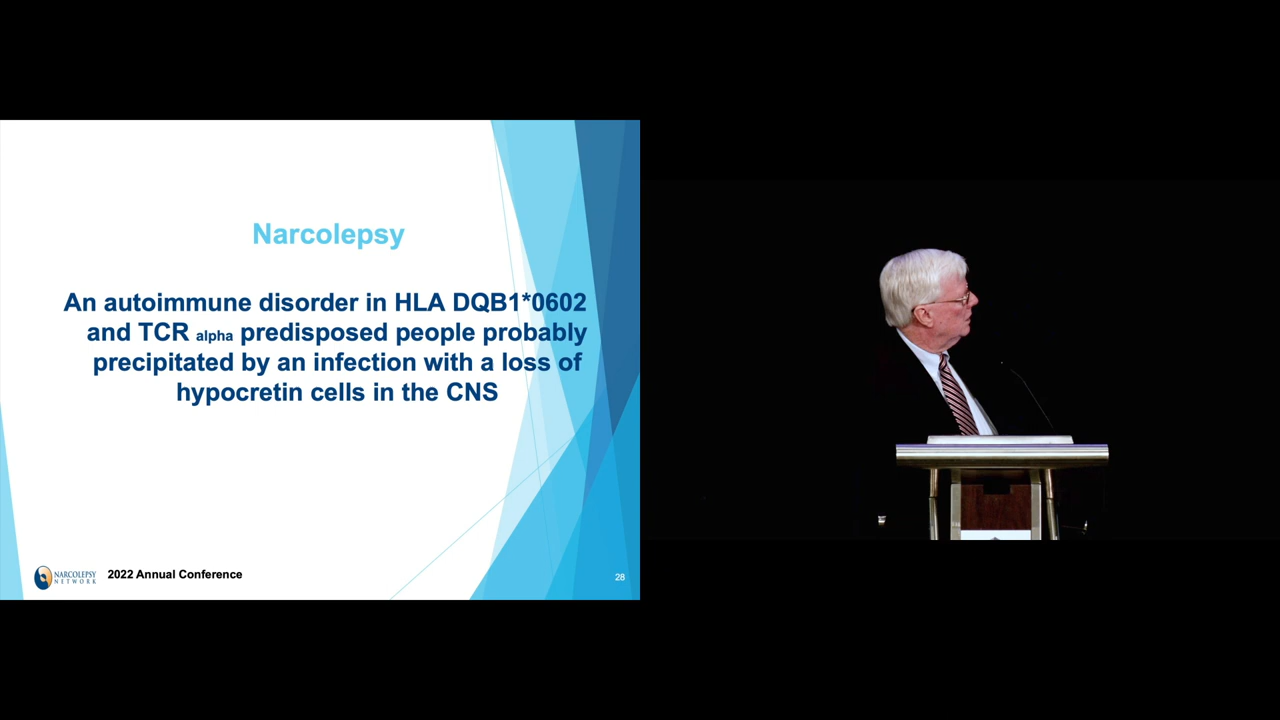 Narcolepsy
An autoimmune disorder in HLA DQB1*0602
and TCR alpha predisposed people probably
precipitated by an infection with a loss of
hypocretin cells in the CNS
NARCOLEPSY
NETWORK
2022 Annual Conference
28